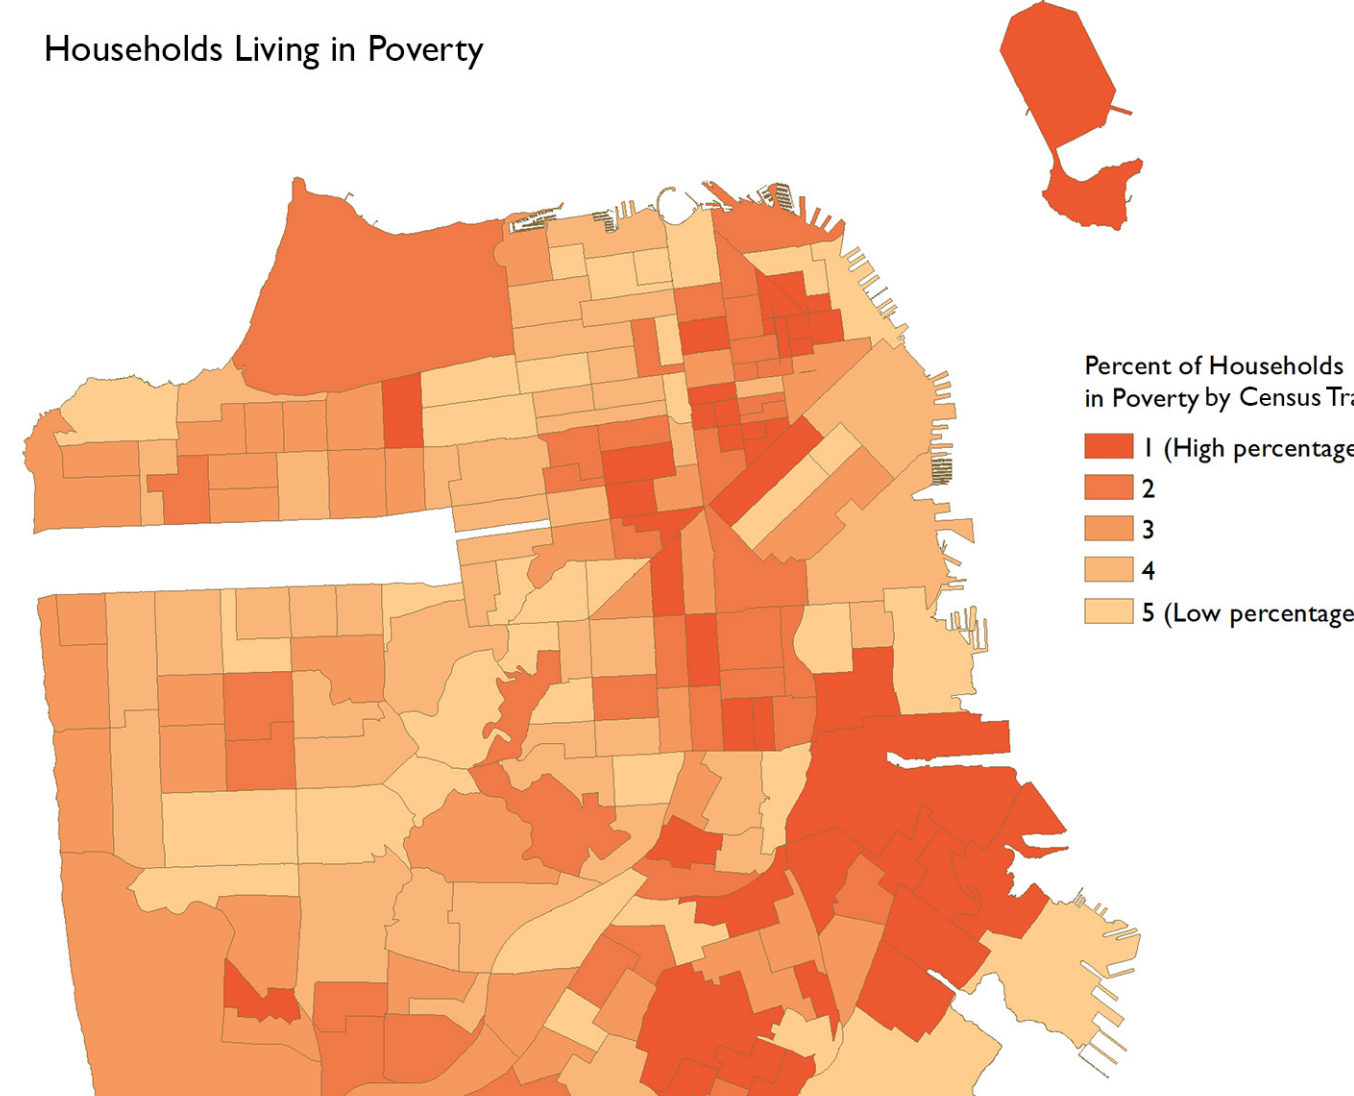 Households Living in Poverty
Percent of Households
in Poverty by Census Tra
1 (High percentage
2
3
4
5 (Low percentage